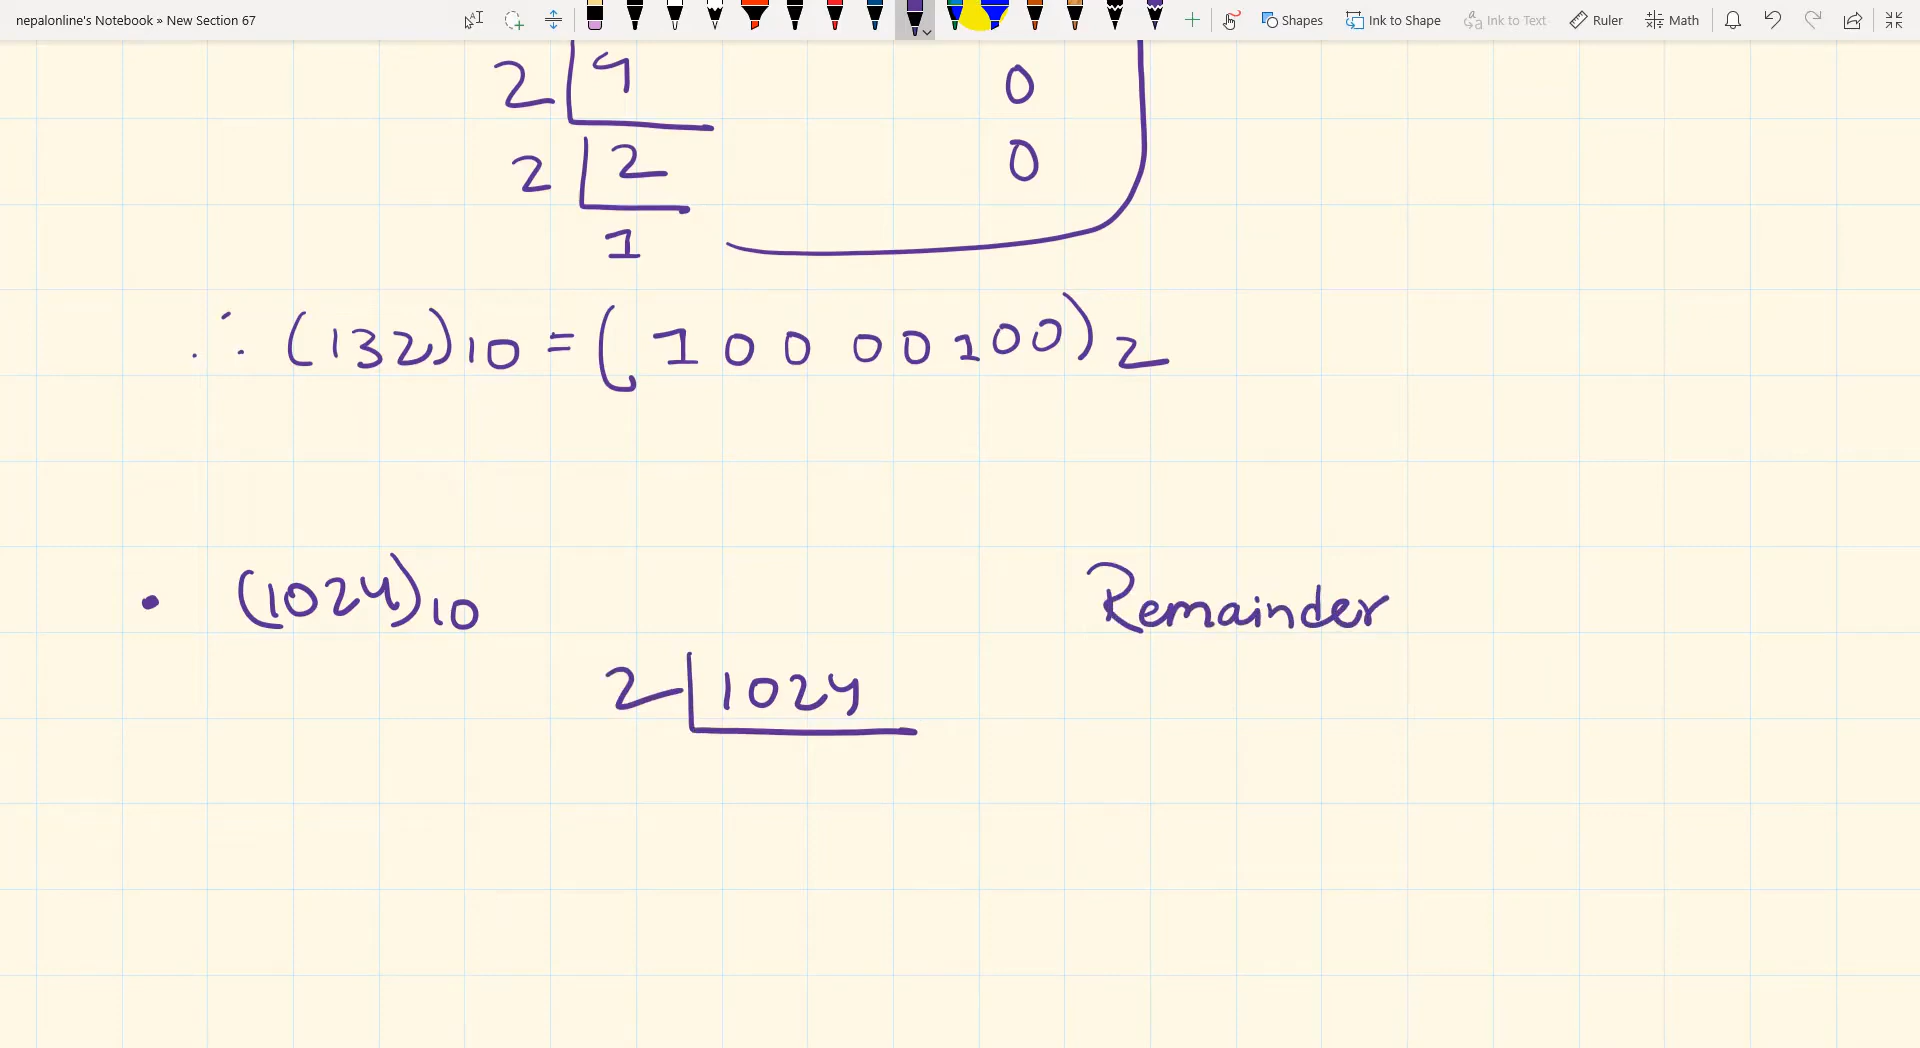 nepalonline's Notebook » New Section 67
Shapes Ink to Shape Ink to Text Ruler Math
2 4 0
2 2 0
1
∴ (132)10 = (10000100)2
• (1024)10 Remainder
2 1024